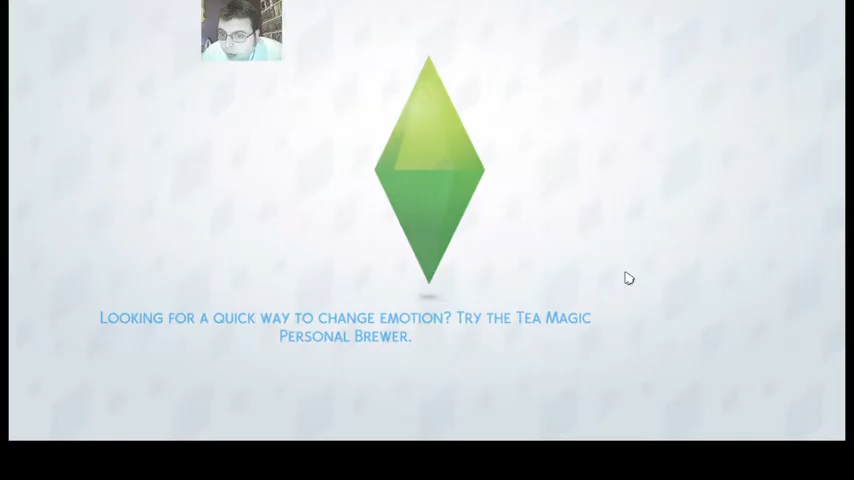 Looking for a quick way to change emotion? Try the Tea Magic
Personal Brewer.